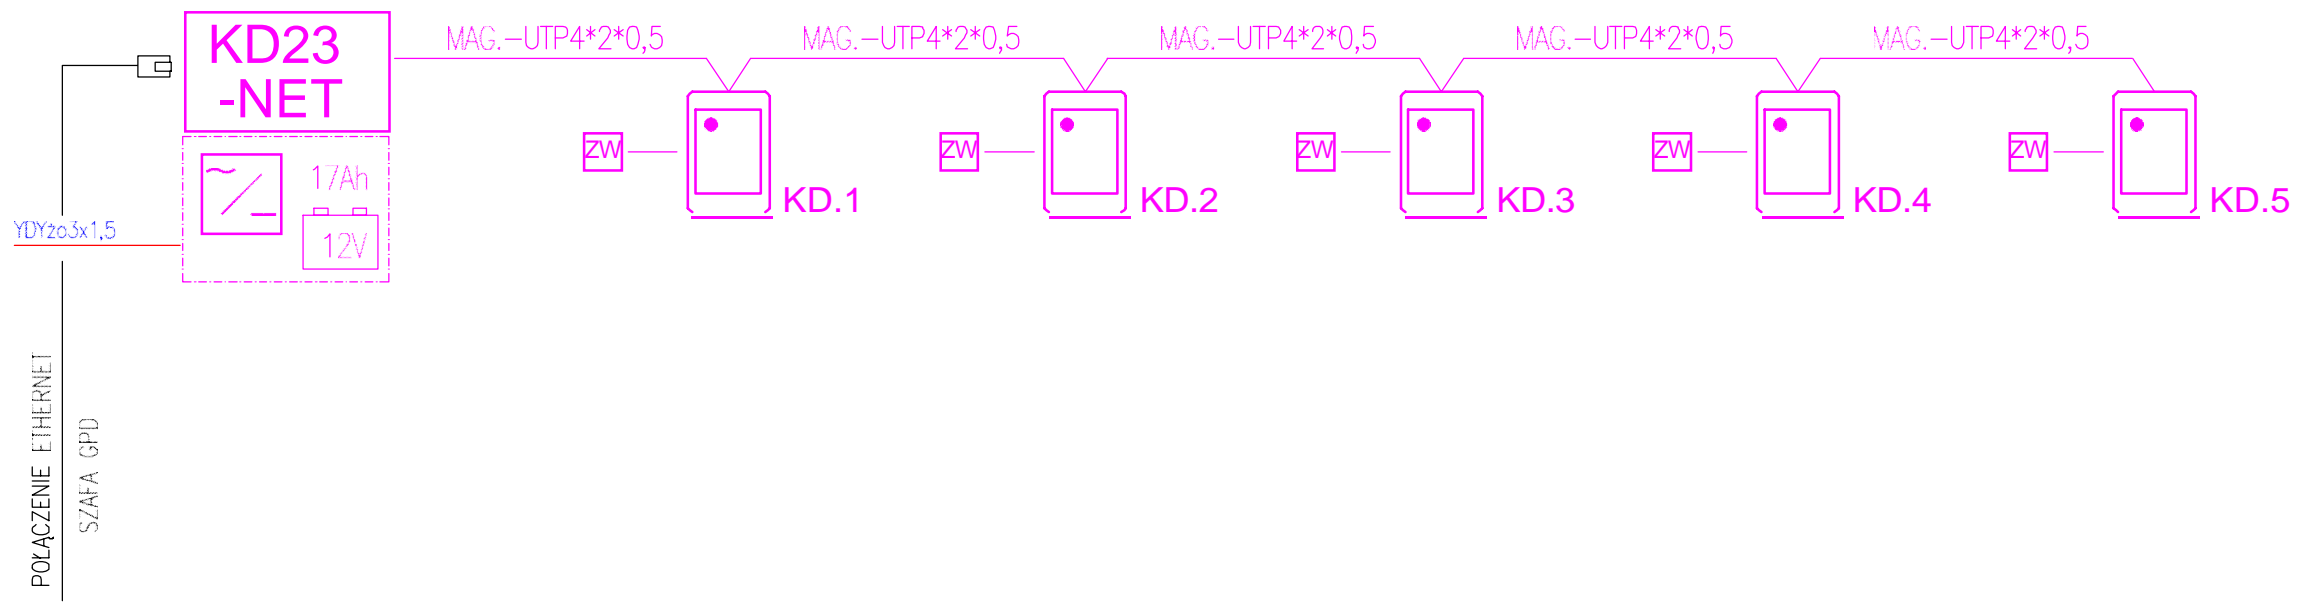 KD23
-NET
MAG.-UTP4*2*0,5
MAG.-UTP4*2*0,5
MAG.-UTP4*2*0,5
MAG.-UTP4*2*0,5
MAG.-UTP4*2*0,5
ZW
KD.1
ZW
KD.2
ZW
KD.3
ZW
KD.4
ZW
KD.5
17Ah
12V
YDYżo3x1,5
POŁĄCZENIE ETHERNET
SZAFA GPD